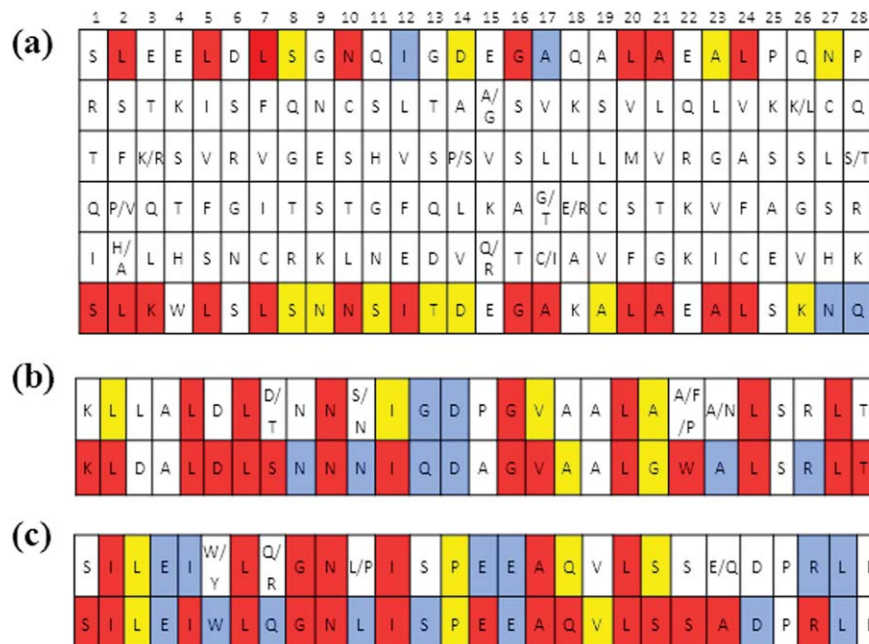 1 2 3 4 5 6 7 8 9 10 11 12 13 14 15 16 17 18 19 20 21 22 23 24 25 26 27 28
(a)
S L E E L D L S G N Q I G D E G A Q A L A E A L P Q N P
R S T K I S F Q N C S L T A A/G S V K S V L Q L V K K/L C Q
T F K/R S V R V G E S H V S P/S V S L L L M V R G A S S L S/T
Q P/V Q T F G I T S T G F Q L K A G/T E/R C S T K V F A G S R
I H/A L H S N C R K L N E D V Q/R T C/I A V F G K I C E V H K
S L K W L S L S N N S I T D E G A K A L A E A L S K N Q
(b)
K L L A L D L D/T N N S/N I G D P G V A A L A A/F/P A/N L S R L T
K L D A L D L S N N N I Q D A G V A A L G W A L S R L T
(c)
S I L E I W/Y L Q/R G N L/P I S P E E A Q V L S S E/Q D P R L
S I L E I W L Q G N L I S P E E A Q V L S S A D P R L